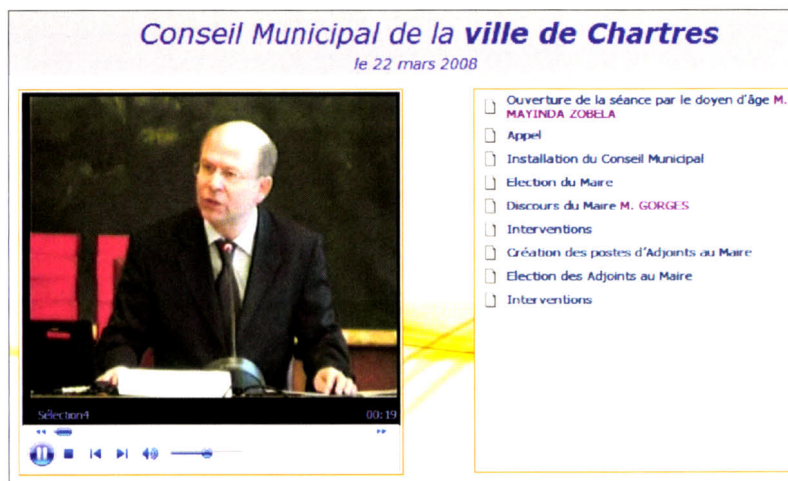 Conseil Municipal de la ville de Chartres
le 22 mars 2008
Ouverture de la séance par le doyen d'âge M.
MAYINDA ZOBELA
Appel
Installation du Conseil Municipal
Election du Maire
Discours du Maire M. GORGES
Interventions
Création des postes d'Adjoints au Maire
Election des Adjoints au Maire
Interventions
Sélection4 00:19